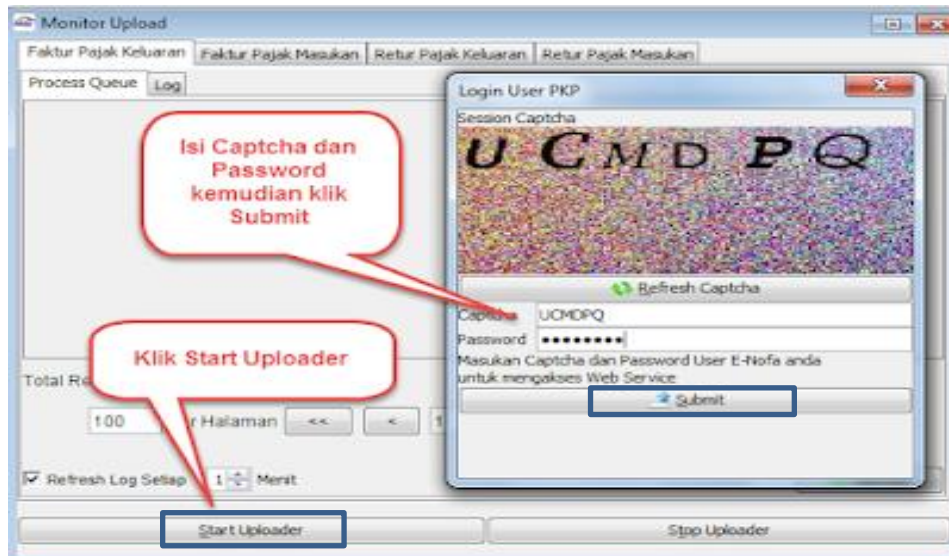 Monitor Upload
Faktur Pajak Keluaran Faktur Pajak Masukan Retur Pajak Keluaran Retur Pajak Masukan
Process Queue Log
Login User PKP
Session Captcha
U C M D P Q
Isi Captcha dan
Password
kemudian klik
Submit
Refresh Captcha
Captcha UCMDPQ
Password ●●●●●●●●
Masukan Captcha dan Password User E-Nofa anda
untuk mengakses Web Service
Submit
Klik Start Uploader
Total Re
100 r Halaman << < 1
Refresh Log Setiap 1 Menit
Start Uploader Stop Uploader